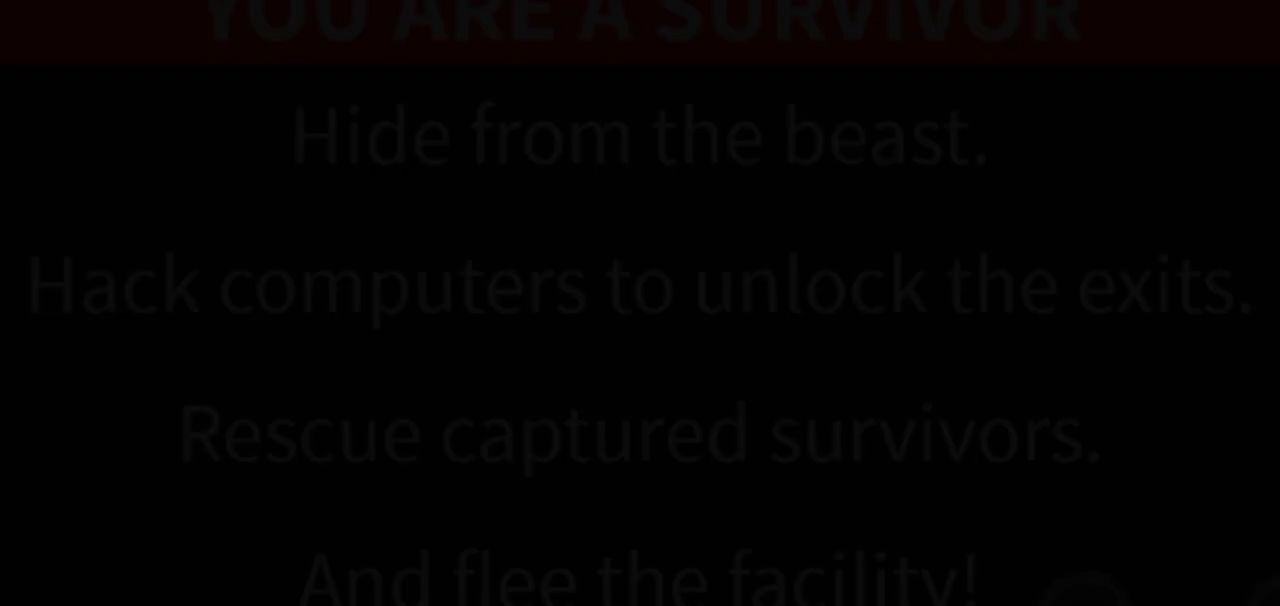 YOU ARE A SURVIVOR
Hide from the beast.
Hack computers to unlock the exits.
Rescue captured survivors.
And flee the facility!